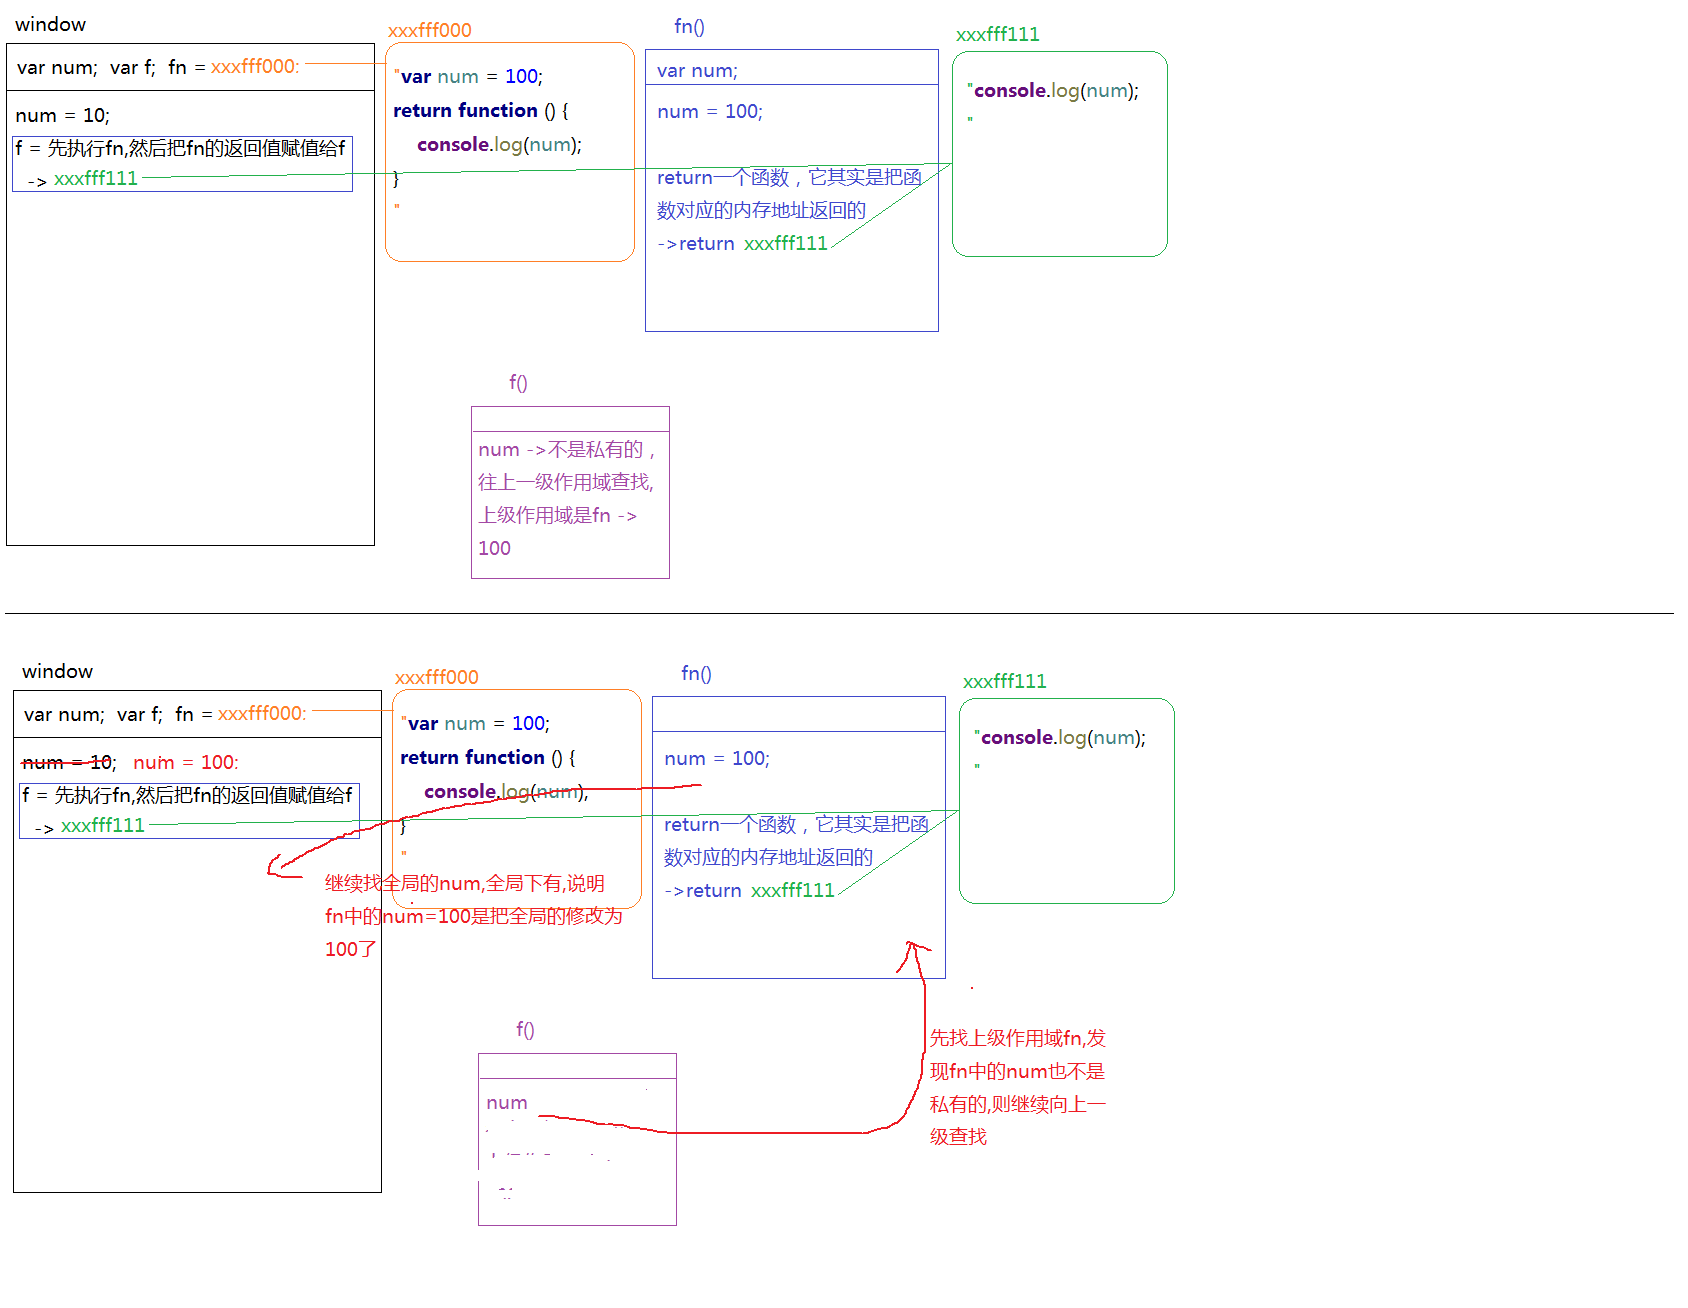 window
var num;  var f;  fn = xxxfff000:
num = 10;
f = 先执行fn,然后把fn的返回值赋值给f
-> xxxfff111
xxxfff000
"var num = 100;
return function () {
console.log(num);
}
"
fn()
var num;
num = 100;
return一个函数，它其实是把函
数对应的内存地址返回的
->return xxxfff111
xxxfff111
"console.log(num);
"
f()
num ->不是私有的，
往上一级作用域查找,
上级作用域是fn ->
100
window
var num;  var f;  fn = xxxfff000:
num = 10;  num = 100:
f = 先执行fn,然后把fn的返回值赋值给f
-> xxxfff111
xxxfff000
"var num = 100;
return function () {
console.log(num);
}
"
继续找全局的num,全局下有,说明
fn中的num=100是把全局的修改为
100了
fn()
num = 100;
return一个函数，它其实是把函
数对应的内存地址返回的
->return xxxfff111
xxxfff111
"console.log(num);
"
f()
num
先找上级作用域fn,发
现fn中的num也不是
私有的,则继续向上一
级查找